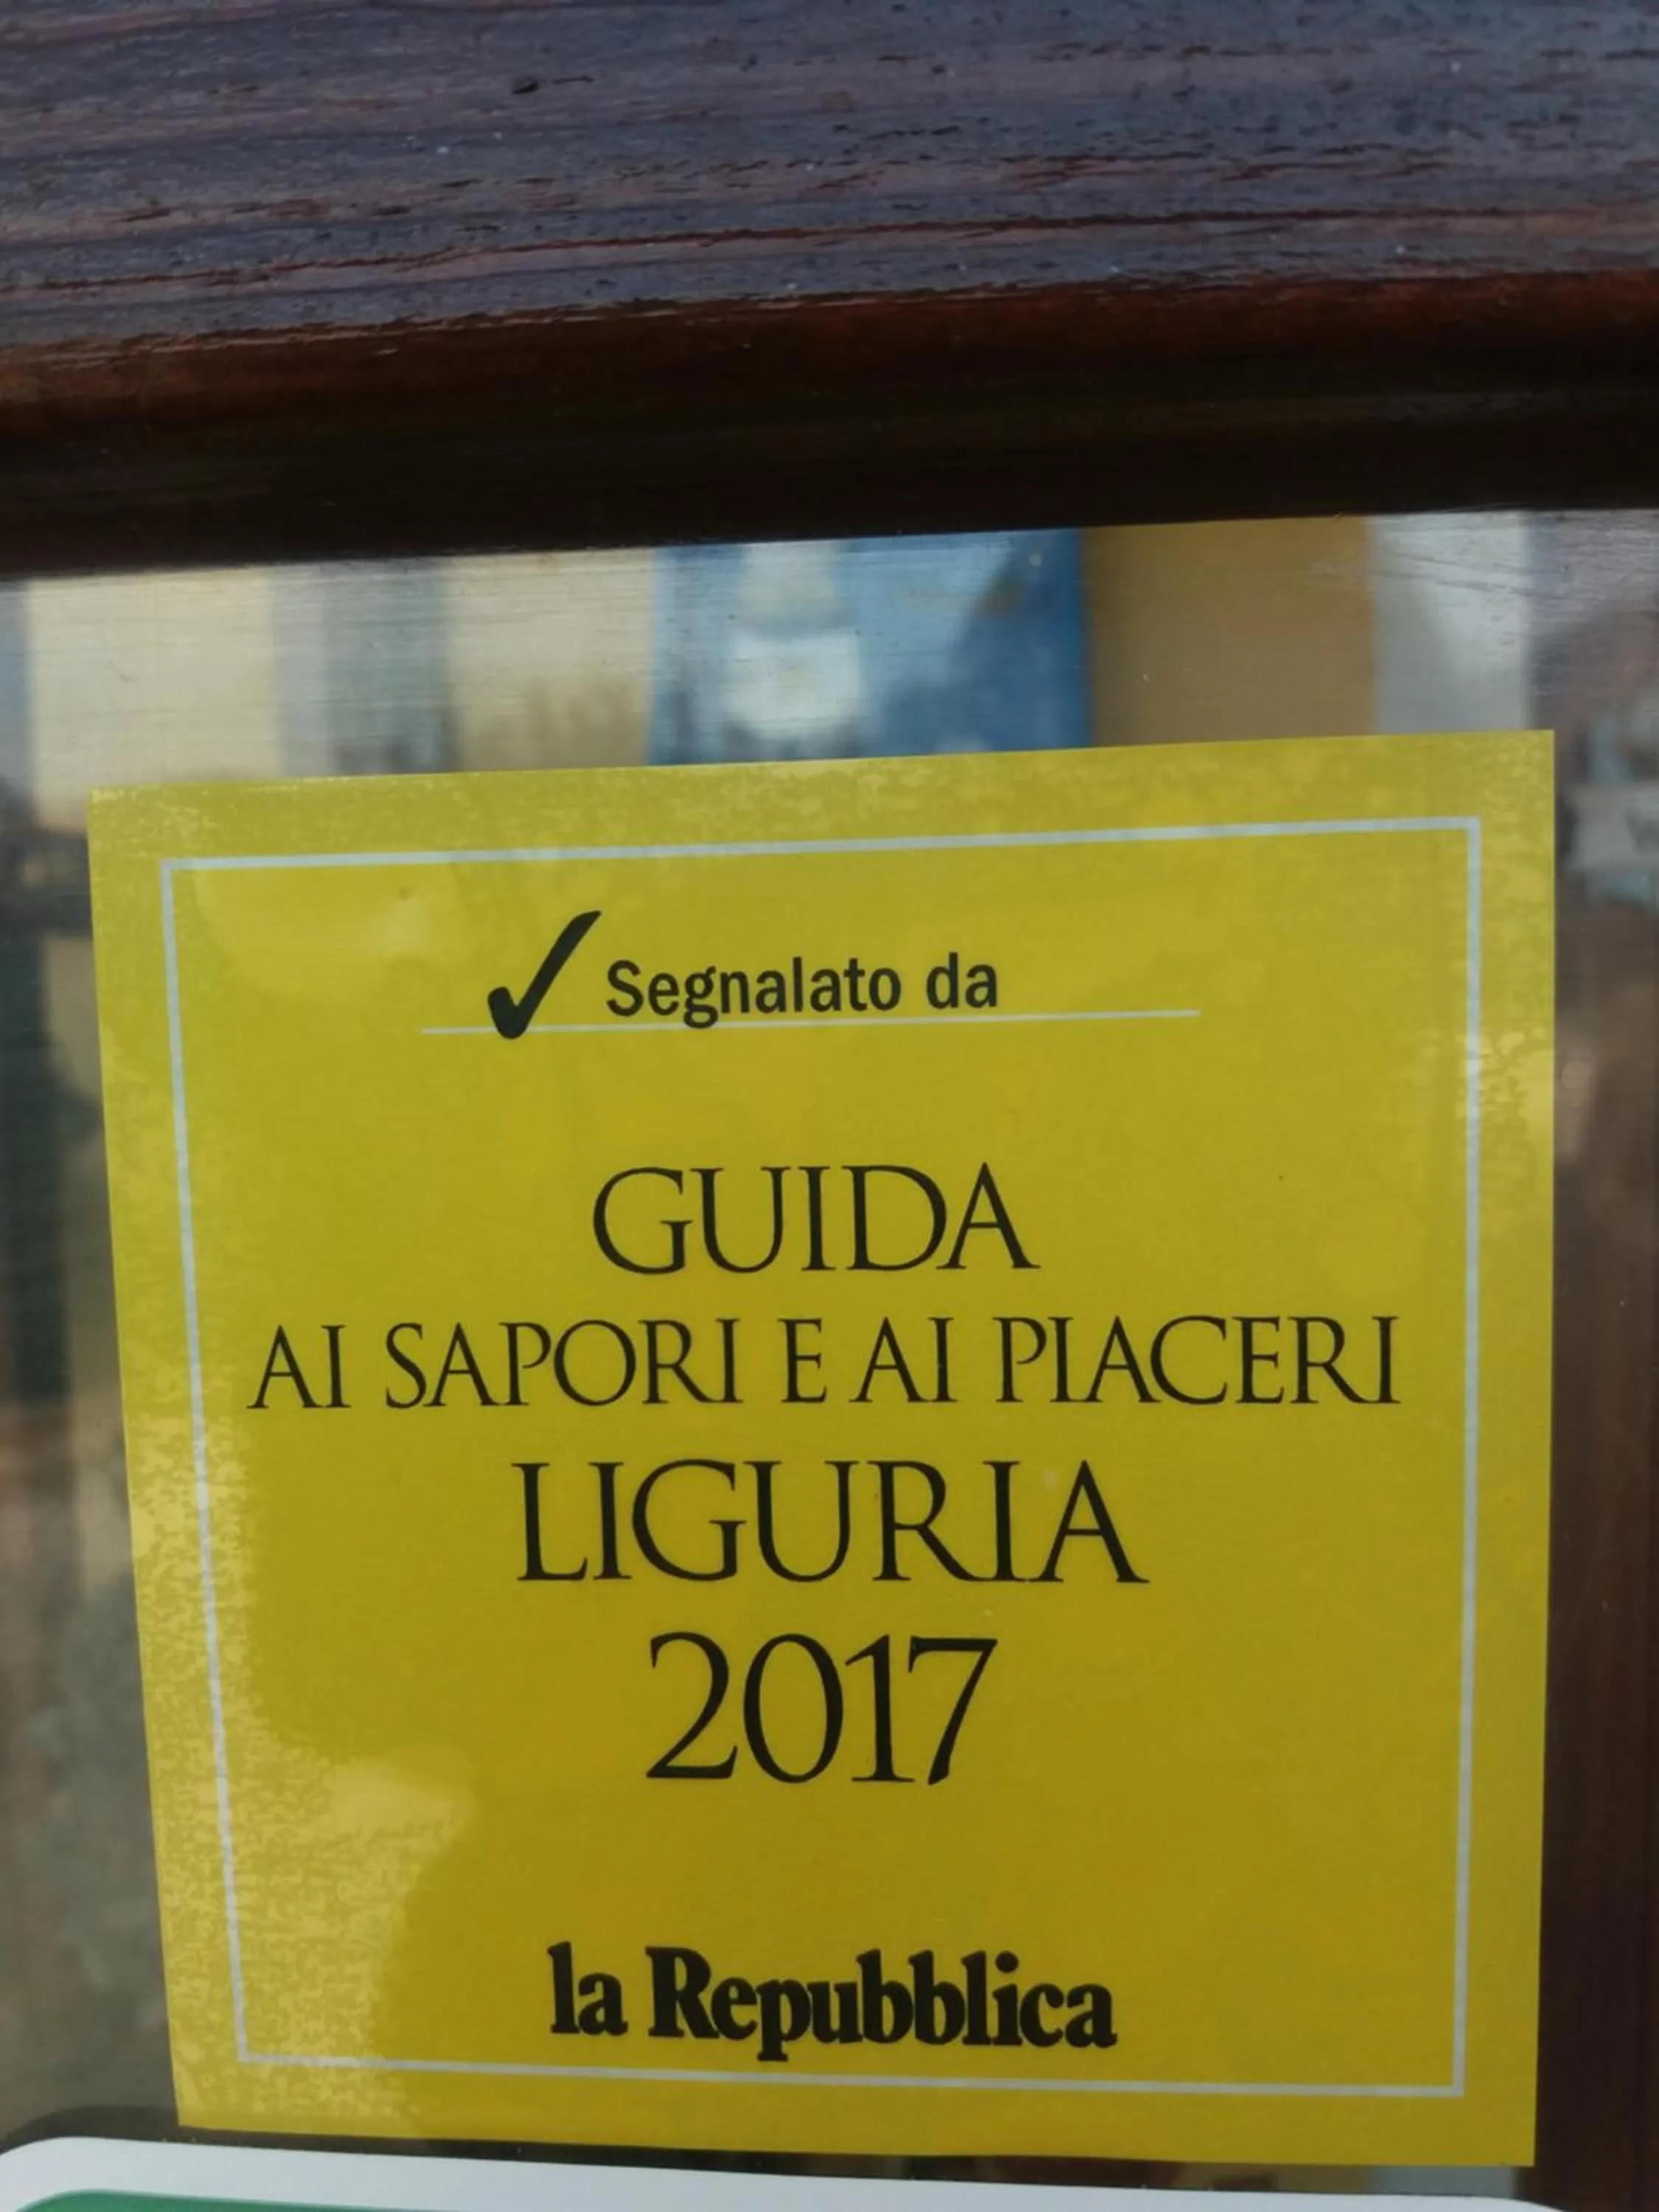 Segnalato da
GUIDA
AI SAPORI E AI PIACERI
LIGURIA
2017
la Repubblica